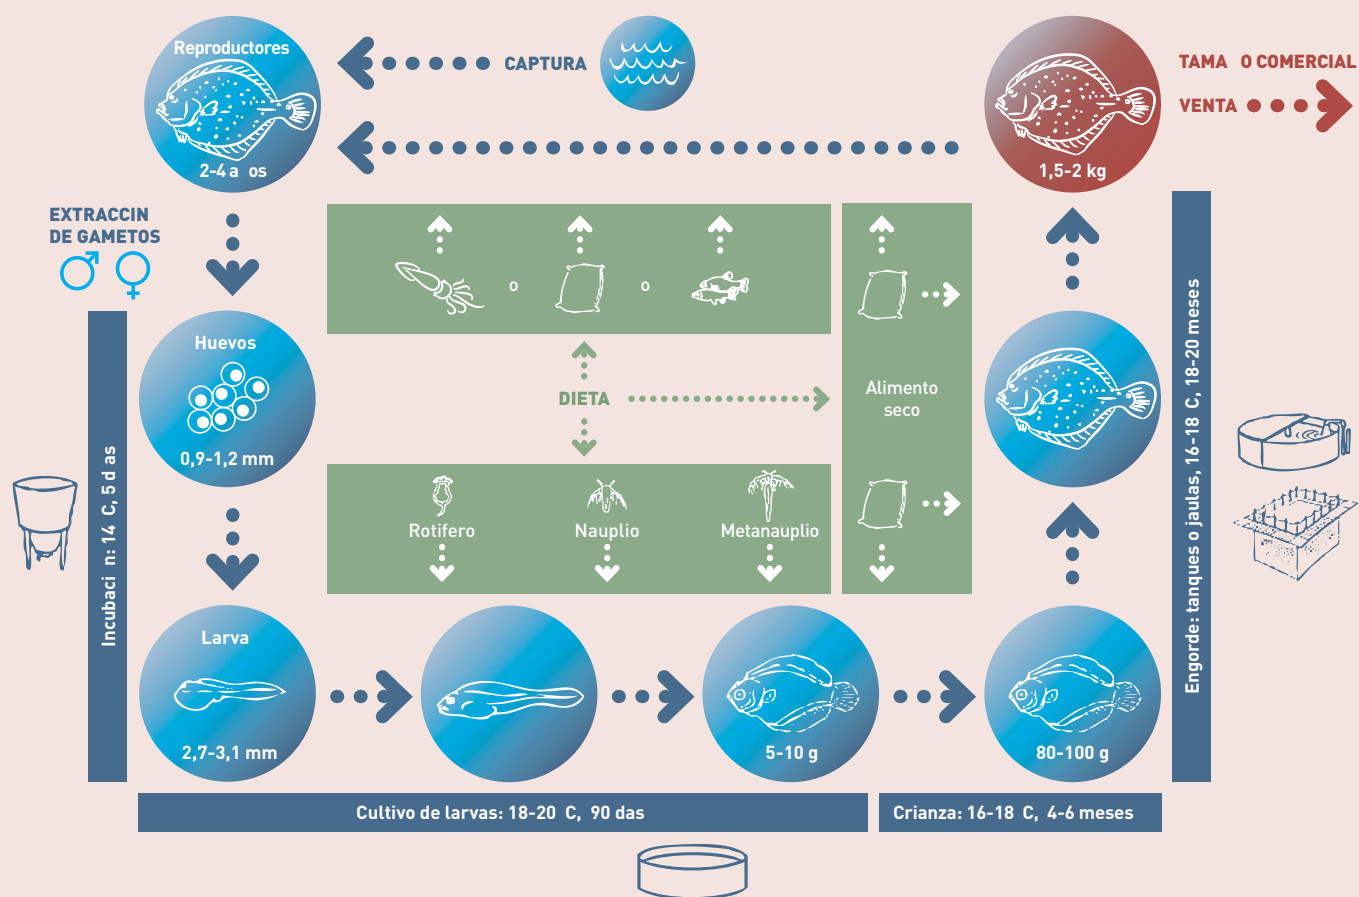 Reproductores
2-4 a os
CAPTURA
1,5-2 kg
TAMA O COMERCIAL
VENTA
EXTRACCIN
DE GAMETOS
Huevos
0,9-1,2 mm
Incubaci n: 14 C, 5 d as
o
o
DIETA
Alimento
seco
Rotifero
Nauplio
Metanauplio
Larva
2,7-3,1 mm
5-10 g
80-100 g
Engorde: tanques o jaulas, 16-18 C, 18-20 meses
Cultivo de larvas: 18-20 C, 90 das
Crianza: 16-18 C, 4-6 meses